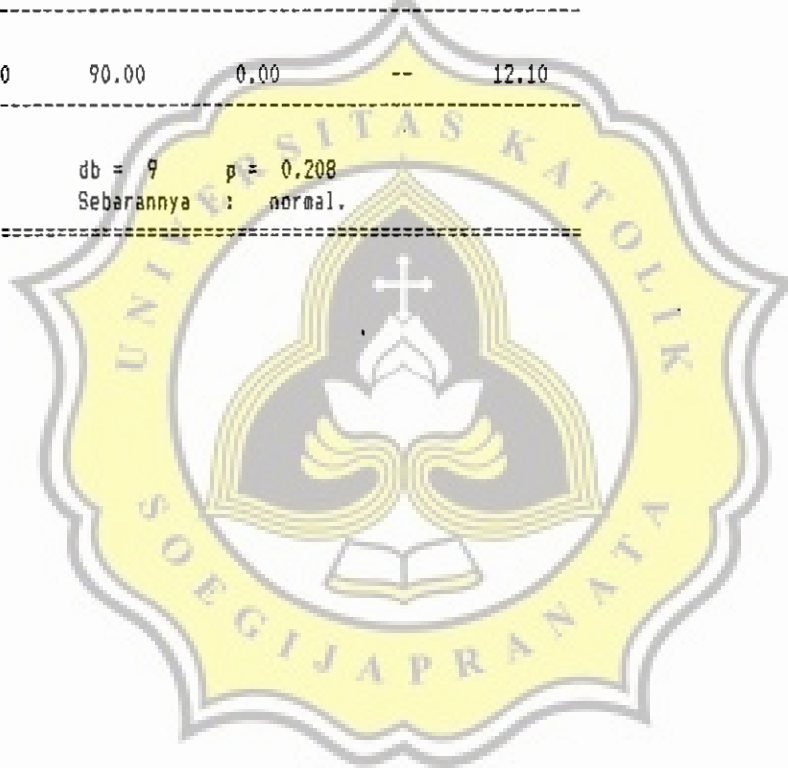 0 90.00 0.00 -- 12.10
db = 9 p = 0.208
Sebarannya : normal.
UNIVERSITAS KATOLIK
SOEGIJAPRANATA